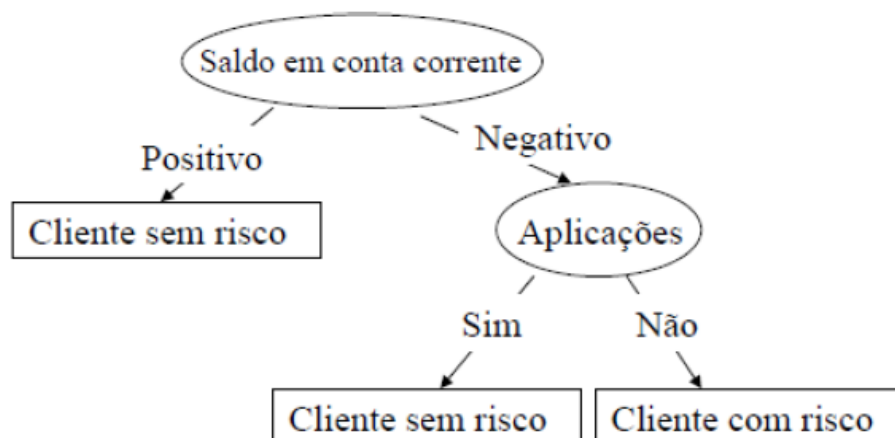 Saldo em conta corrente
Positivo
Negativo
Cliente sem risco
Aplicações
Sim
Não
Cliente sem risco
Cliente com risco